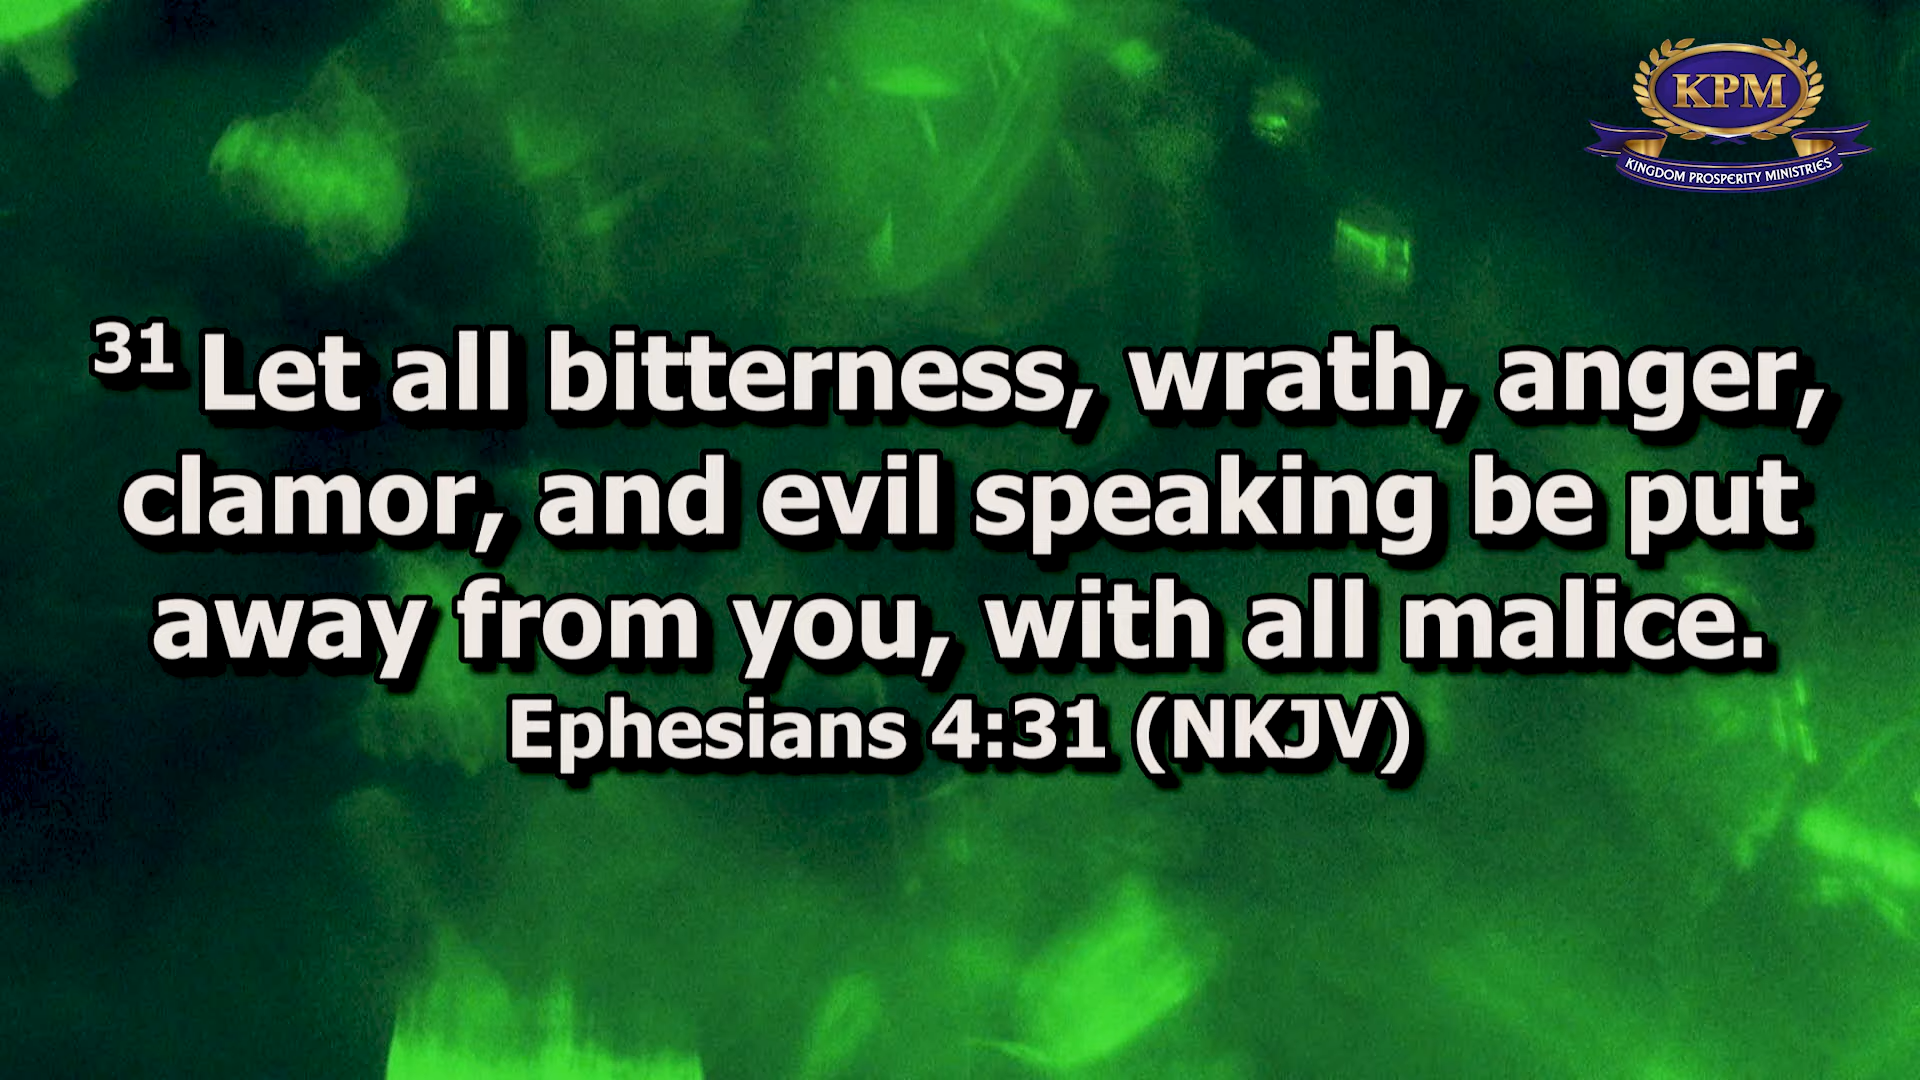 KPM
KINGDOM PROSPERITY MINISTRIES
31 Let all bitterness, wrath, anger,
clamor, and evil speaking be put
away from you, with all malice.
Ephesians 4:31 (NKJV)